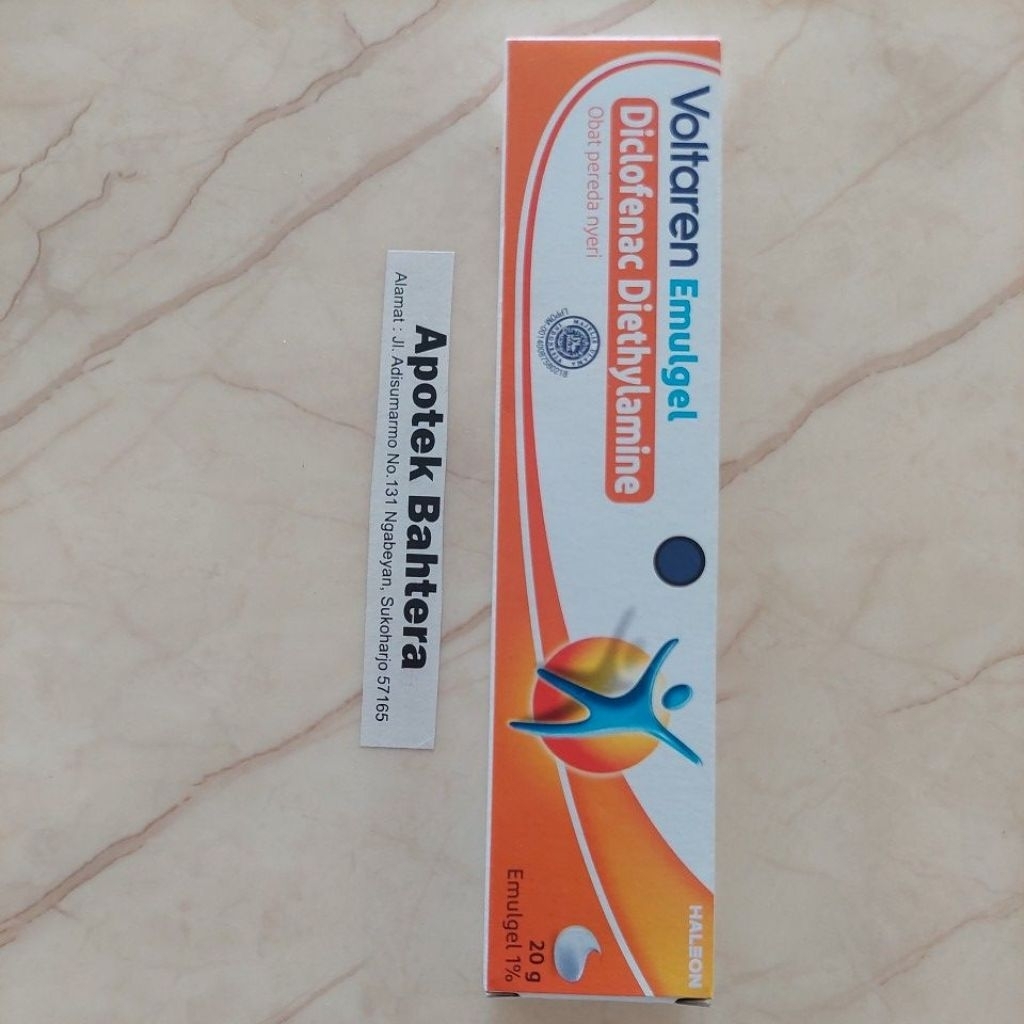 Voltaren Emulgel
Diclofenac Diethylamine
Obat pereda nyeri
HALEON
20 g
Emulgel 1%
Apotek Bahtera
Alamat : Jl. Adisumarmo No.131 Ngabeyan, Sukoharjo 57165